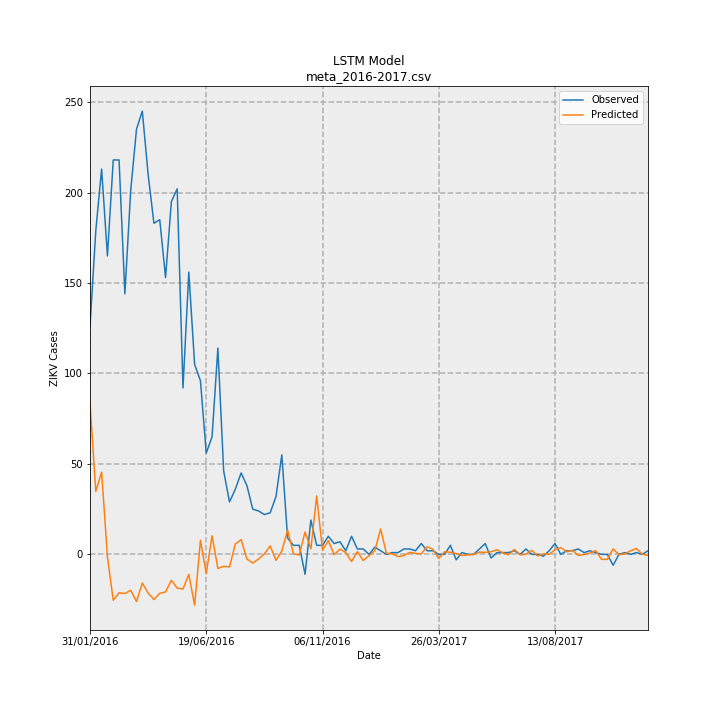 LSTM Model
meta_2016-2017.csv
Observed
Predicted
250
200
150
100
50
0
ZIKV Cases
31/01/2016
19/06/2016
06/11/2016
26/03/2017
13/08/2017
Date